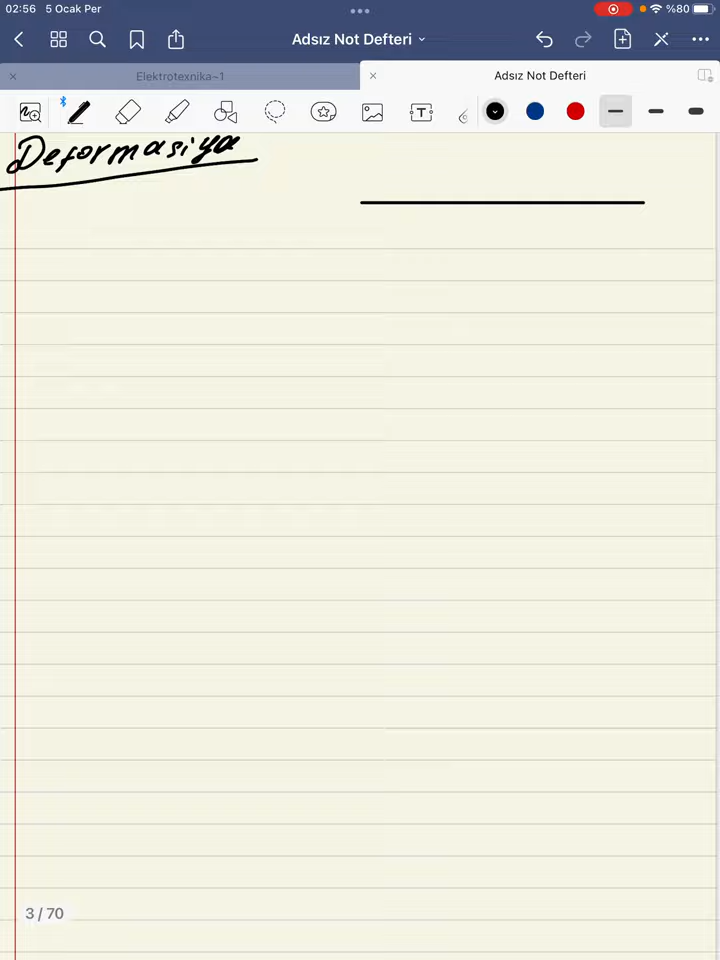 02:56 5 Ocak Per
%80
Adsız Not Defteri
Elektrotexnika~1
Adsız Not Defteri
T
Deformasiya
3 / 70